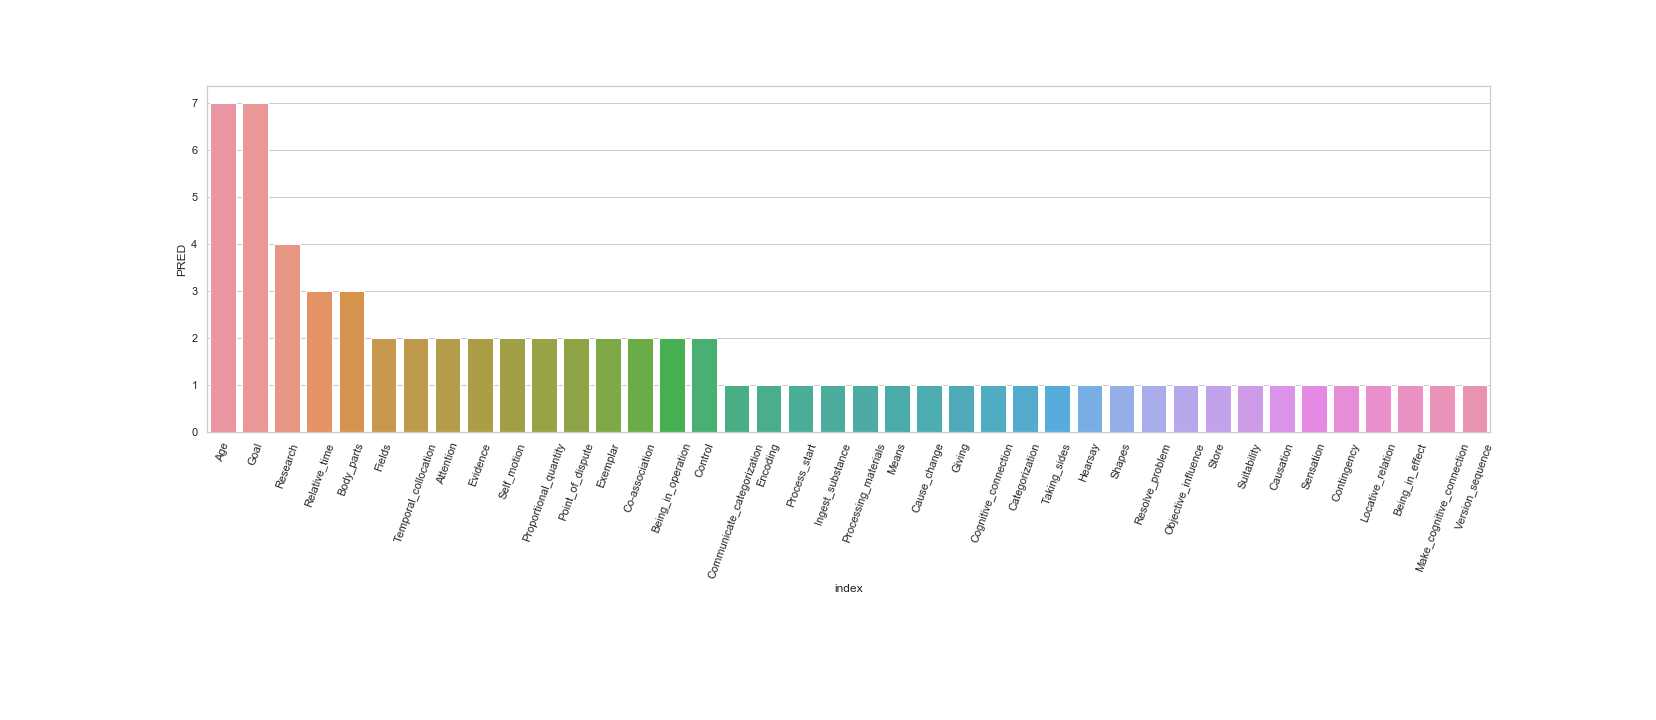 7
6
5
4
3
2
1
0
PRED
Age
Goal
Research
Relative_time
Body_parts
Fields
Temporal_collocation
Attention
Evidence
Self_motion
Proportional_quantity
Point_of_dispute
Exemplar
Co-association
Being_in_operation
Control
Communicate_categorization
Encoding
Process_start
Ingest_substance
Processing_materials
Means
Cause_change
Giving
Cognitive_connection
Categorization
Taking_sides
Hearsay
Shapes
Resolve_problem
Objective_influence
Store
Suitability
Causation
Sensation
Contingency
Locative_relation
Being_in_effect
Make_cognitive_connection
Version_sequence
index